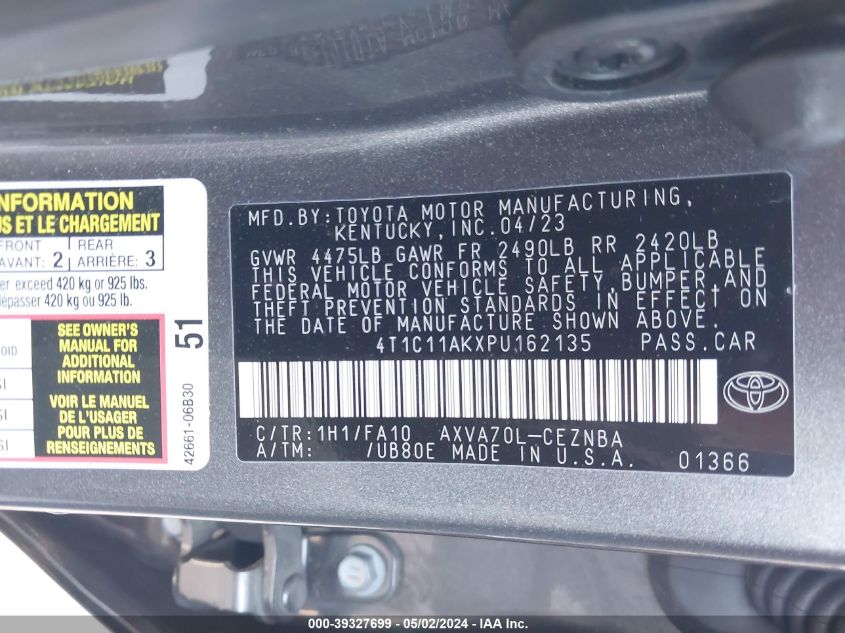 INFORMATION
US ET LE CHARGEMENT
FRONT
AVANT: 2
REAR
ARRIÈRE: 3
er exceed 420 kg or 925 lbs.
dépasser 420 kg ou 925 lb.
SEE OWNER'S
MANUAL FOR
ADDITIONAL
INFORMATION
VOIR LE MANUEL
DE L'USAGER
POUR PLUS DE
RENSEIGNEMENTS
51
42661-06B30
MFD. BY: TOYOTA MOTOR MANUFACTURING,
KENTUCKY, INC. 04/23
GVWR 4475LB GAWR FR 2490LB RR 2420LB
THIS VEHICLE CONFORMS TO ALL APPLICABLE
FEDERAL MOTOR VEHICLE SAFETY, BUMPER, AND
THEFT PREVENTION STANDARDS IN EFFECT ON
THE DATE OF MANUFACTURE SHOWN ABOVE.
4T1C11AKXPU162135 PASS.CAR
C/TR: 1H1/FA10 AXVA70L-CEZNBA
A/TM: /UB80E MADE IN U.S.A. 01366
000-39327699 - 05/02/2024 - IAAI.COM